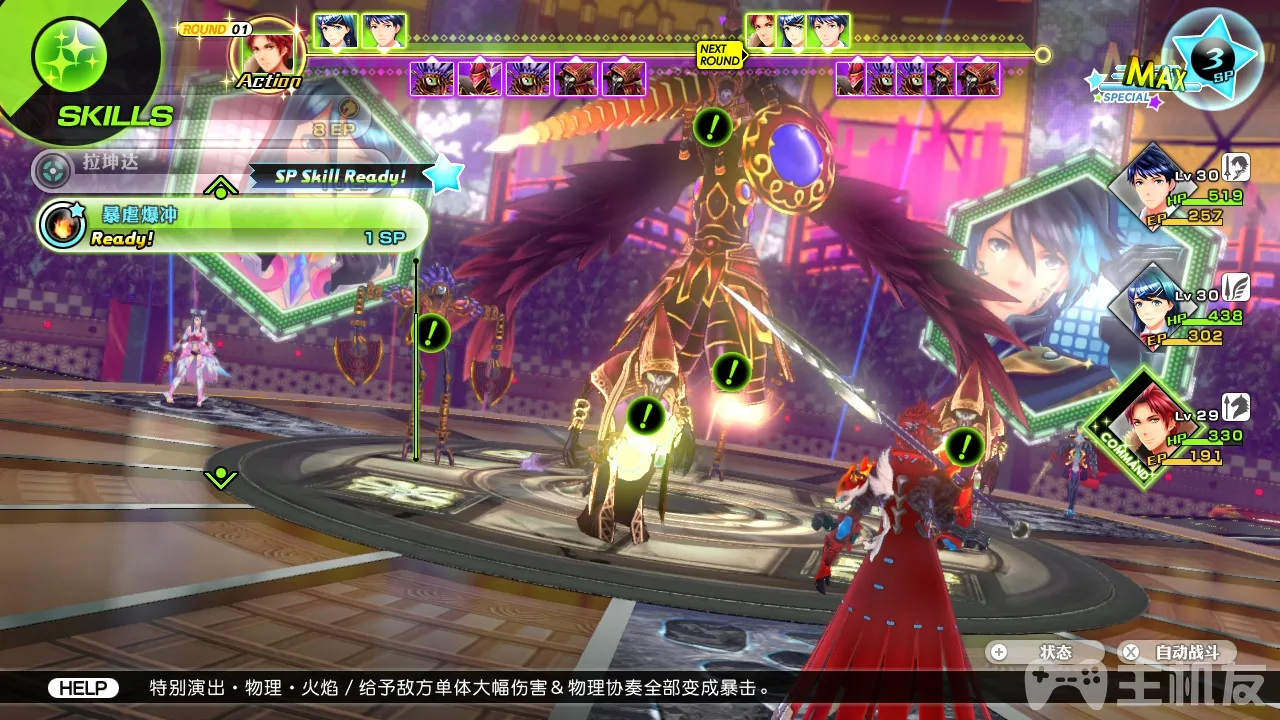 ROUND 01
Action
NEXT
ROUND
MAX
SPECIAL
3
SP
SKILLS
8 EP
拉坤达
SP Skill Ready!
暴虐爆冲
Ready!
1 SP
Lv 30
HP 519
EP 257
Lv 30
HP 438
EP 302
COMMAND
Lv 29
HP 330
EP 191
状态
自动战斗
HELP
特别演出・物理・火焰 / 给予敌方单体大幅伤害&物理协奏全部变成暴击。
主机友